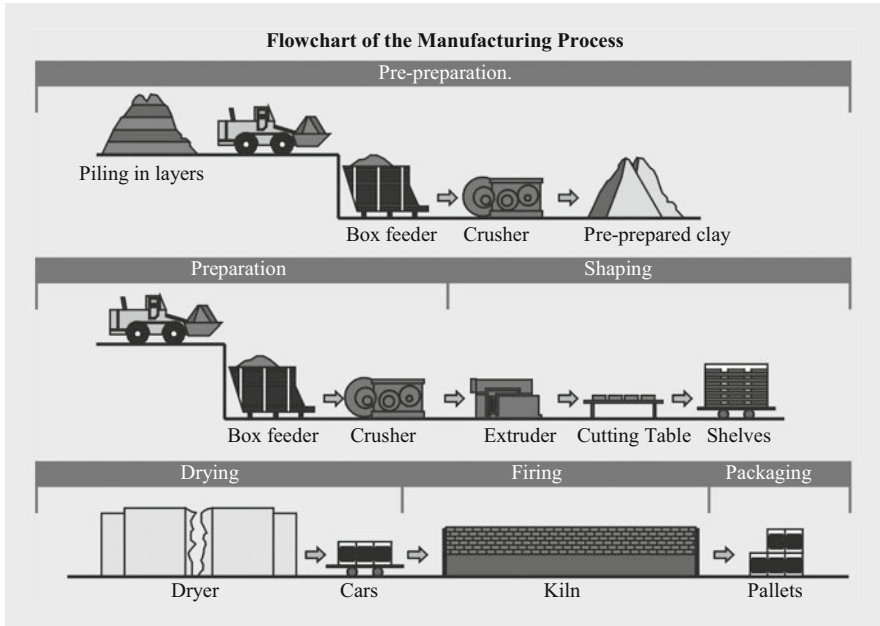 Flowchart of the Manufacturing Process
Pre-preparation.
Piling in layers
Box feeder Crusher Pre-prepared clay
Preparation Shaping
Box feeder Crusher Extruder Cutting Table Shelves
Drying Firing Packaging
Dryer Cars Kiln Pallets